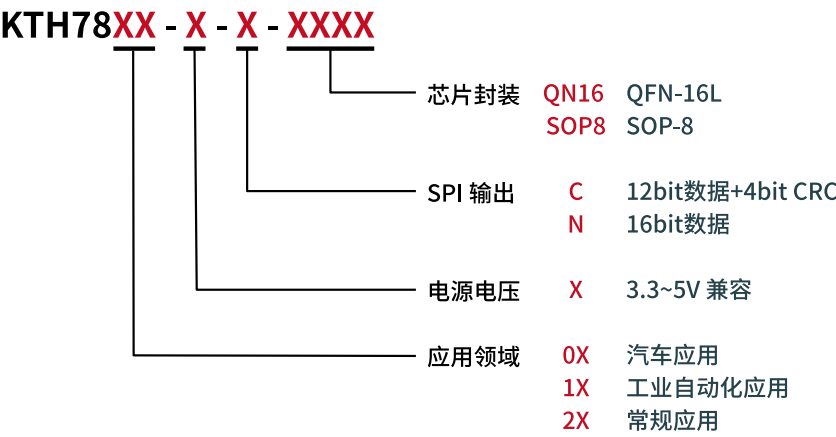 KTH78XX - X - X - XXXX
芯片封装 QN16 QFN-16L
SOP8 SOP-8
SPI 输出 C 12bit数据+4bit CRC
N 16bit数据
电源电压 X 3.3~5V 兼容
应用领域 0X 汽车应用
1X 工业自动化应用
2X 常规应用